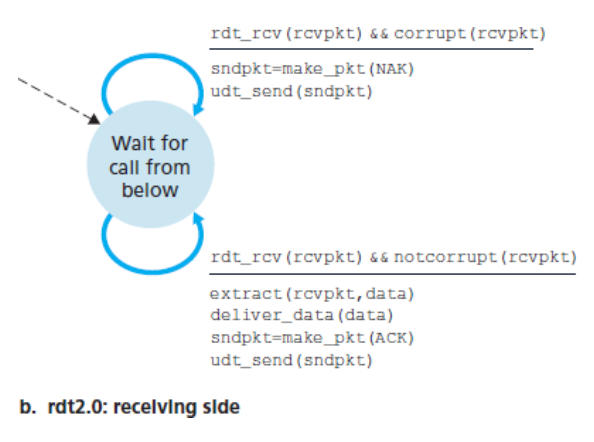 rdt_rcv(rcvpkt) && corrupt(rcvpkt)
sndpkt=make_pkt(NAK)
udt_send(sndpkt)
Wait for
call from
below
rdt_rcv(rcvpkt) && notcorrupt(rcvpkt)
extract(rcvpkt,data)
deliver_data(data)
sndpkt=make_pkt(ACK)
udt_send(sndpkt)
b. rdt2.0: receiving side